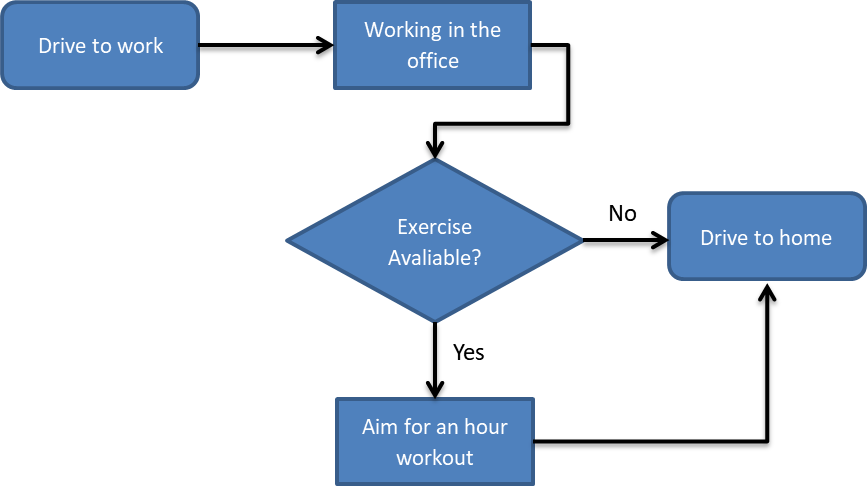 Drive to work
Working in the
office
Exercise
Avaliable?
No
Drive to home
Yes
Aim for an hour
workout